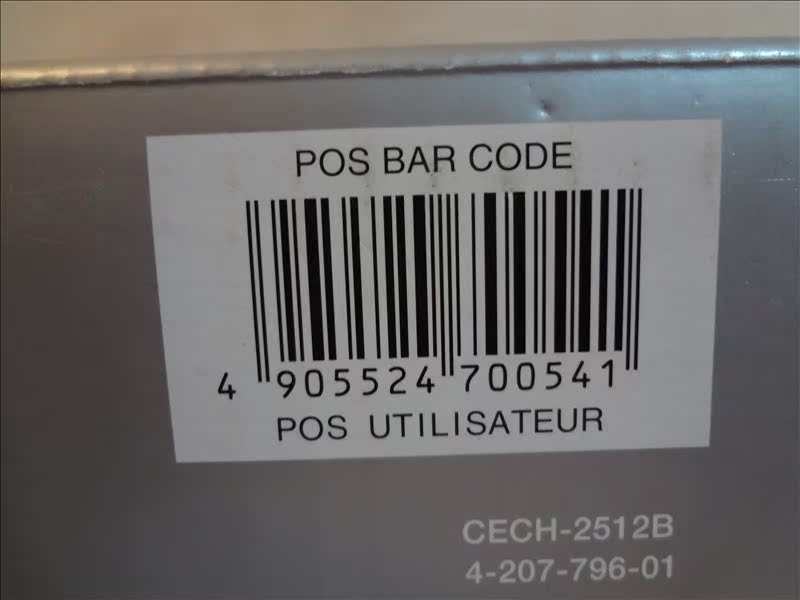 POS BAR CODE
4 905524 700541
POS UTILISATEUR
CECH-2512B
4-207-796-01